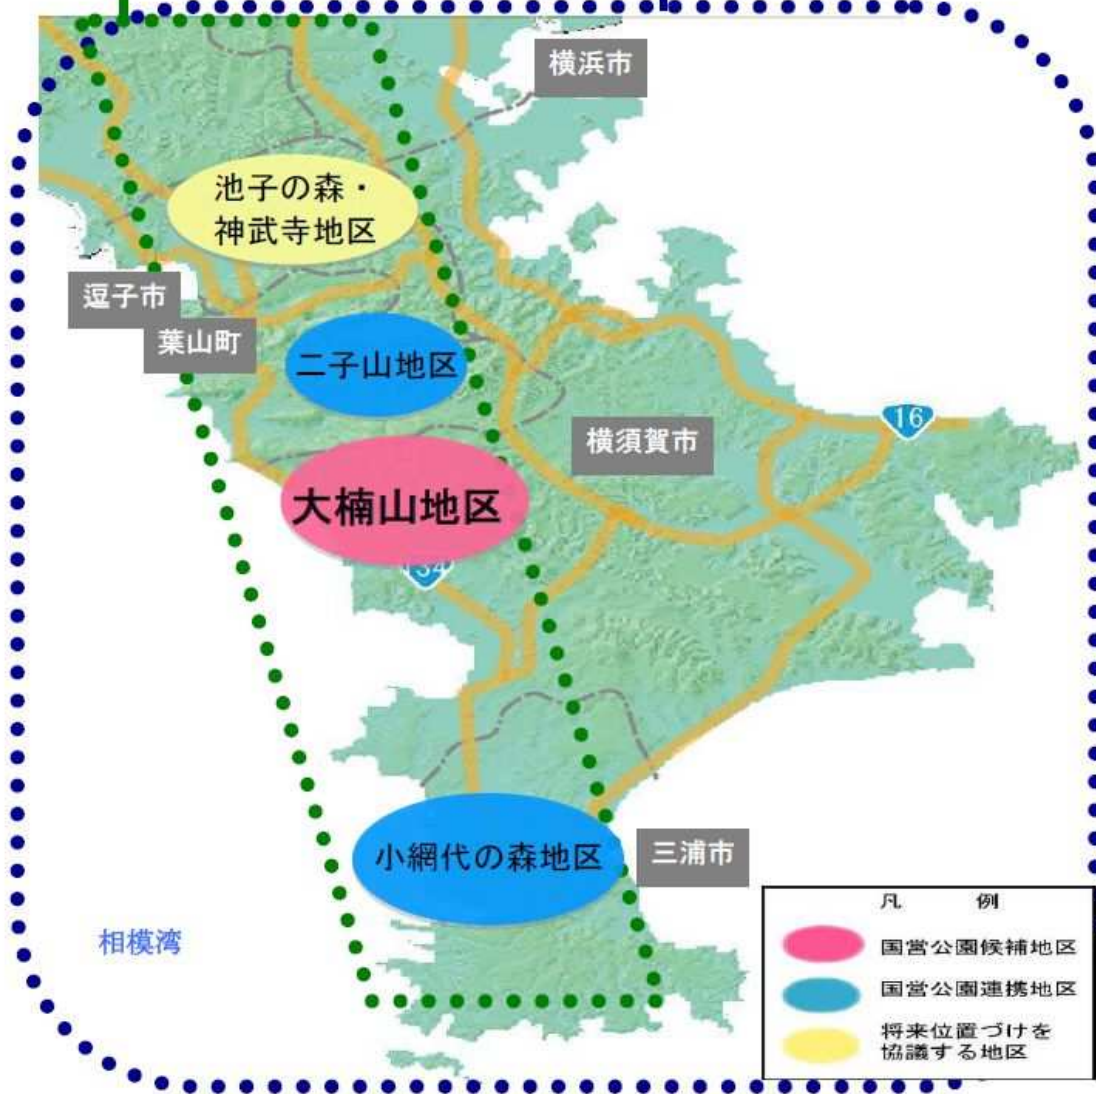 横浜市
池子の森・
神武寺地区
逗子市
葉山町
二子山地区
16
横須賀市
大楠山地区
134
小網代の森地区
三浦市
相模湾
凡 例
国営公園候補地区
国営公園連携地区
将来位置づけを
協議する地区